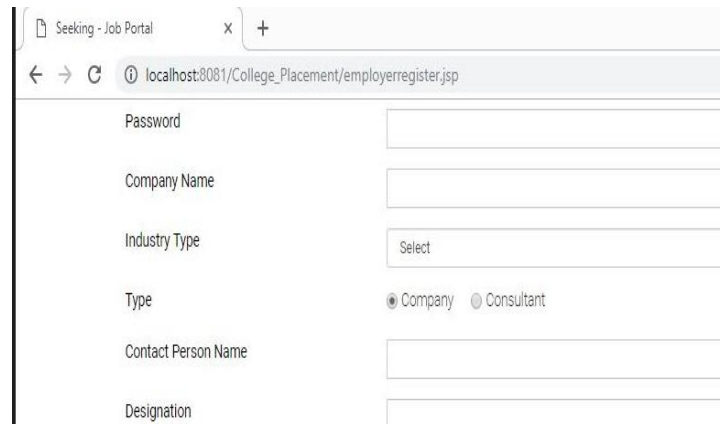 Seeking - Job Portal
localhost:8081/College_Placement/employerregister.jsp
Password
Company Name
Industry Type Select
Type Company Consultant
Contact Person Name
Designation